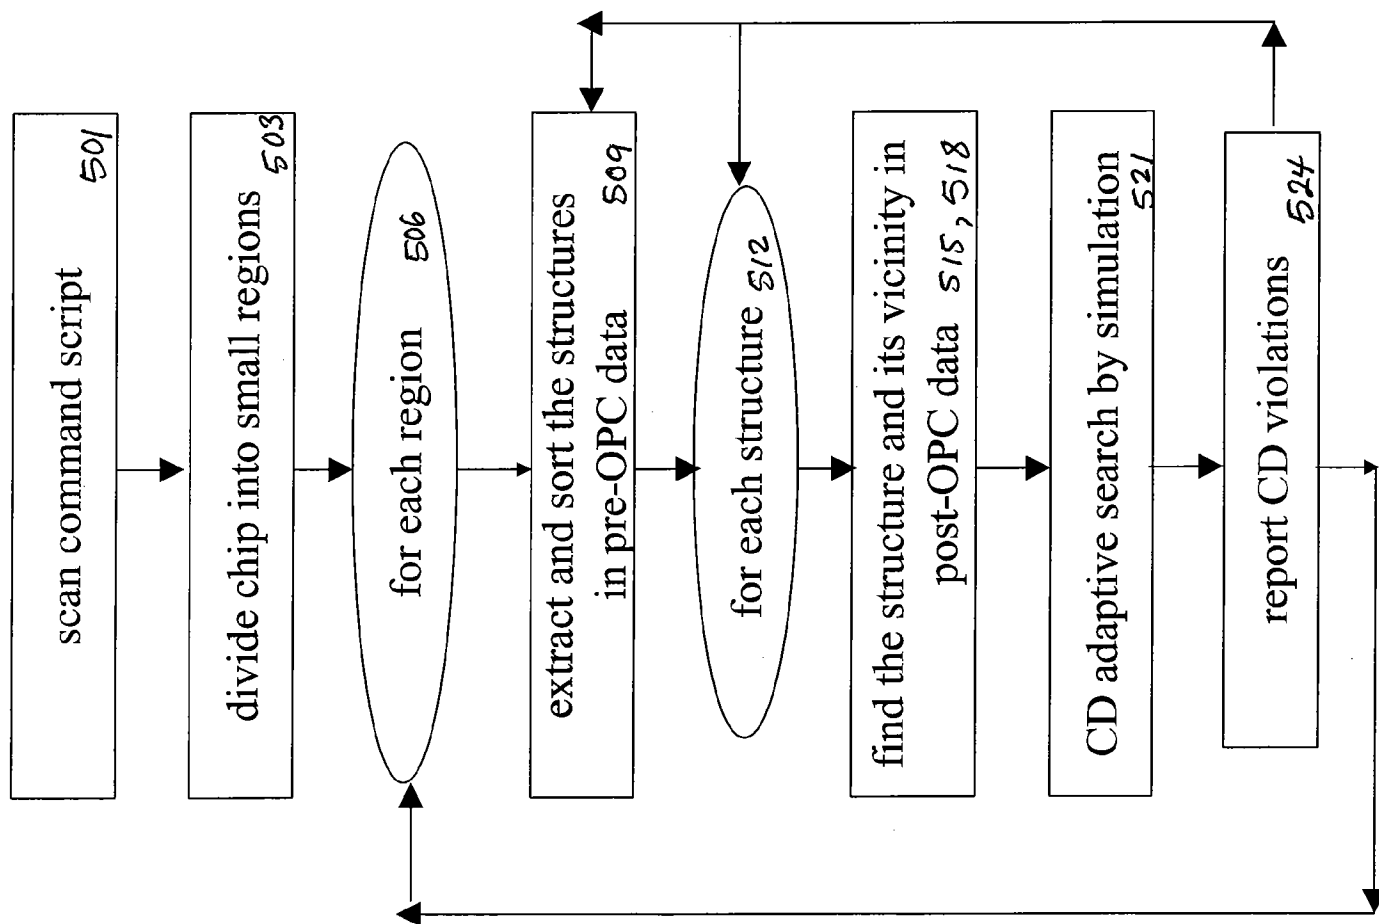 scan command script
501
divide chip into small regions
503
for each region 506
extract and sort the structures
in pre-OPC data 509
for each structure 512
find the structure and its vicinity in
post-OPC data 515, 518
CD adaptive search by simulation
521
report CD violations
524